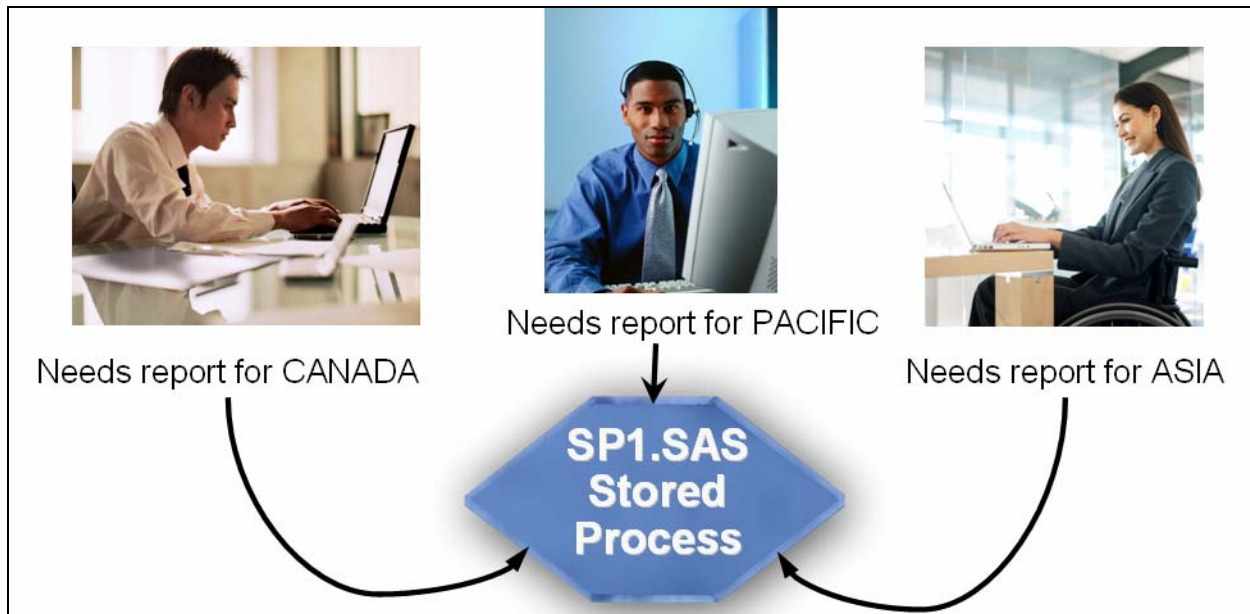 Needs report for CANADA
Needs report for PACIFIC
Needs report for ASIA
SP1.SAS
Stored
Process